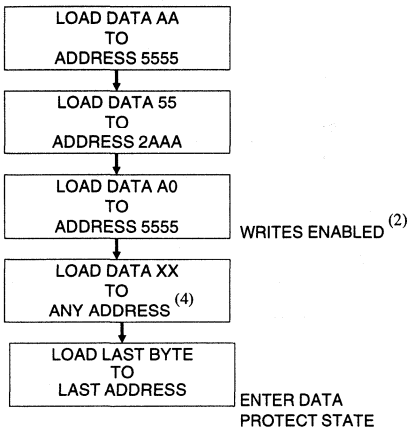 LOAD DATA AA
TO
ADDRESS 5555
LOAD DATA 55
TO
ADDRESS 2AAA
LOAD DATA A0
TO
ADDRESS 5555
WRITES ENABLED (2)
LOAD DATA XX
TO
ANY ADDRESS (4)
LOAD LAST BYTE
TO
LAST ADDRESS
ENTER DATA
PROTECT STATE